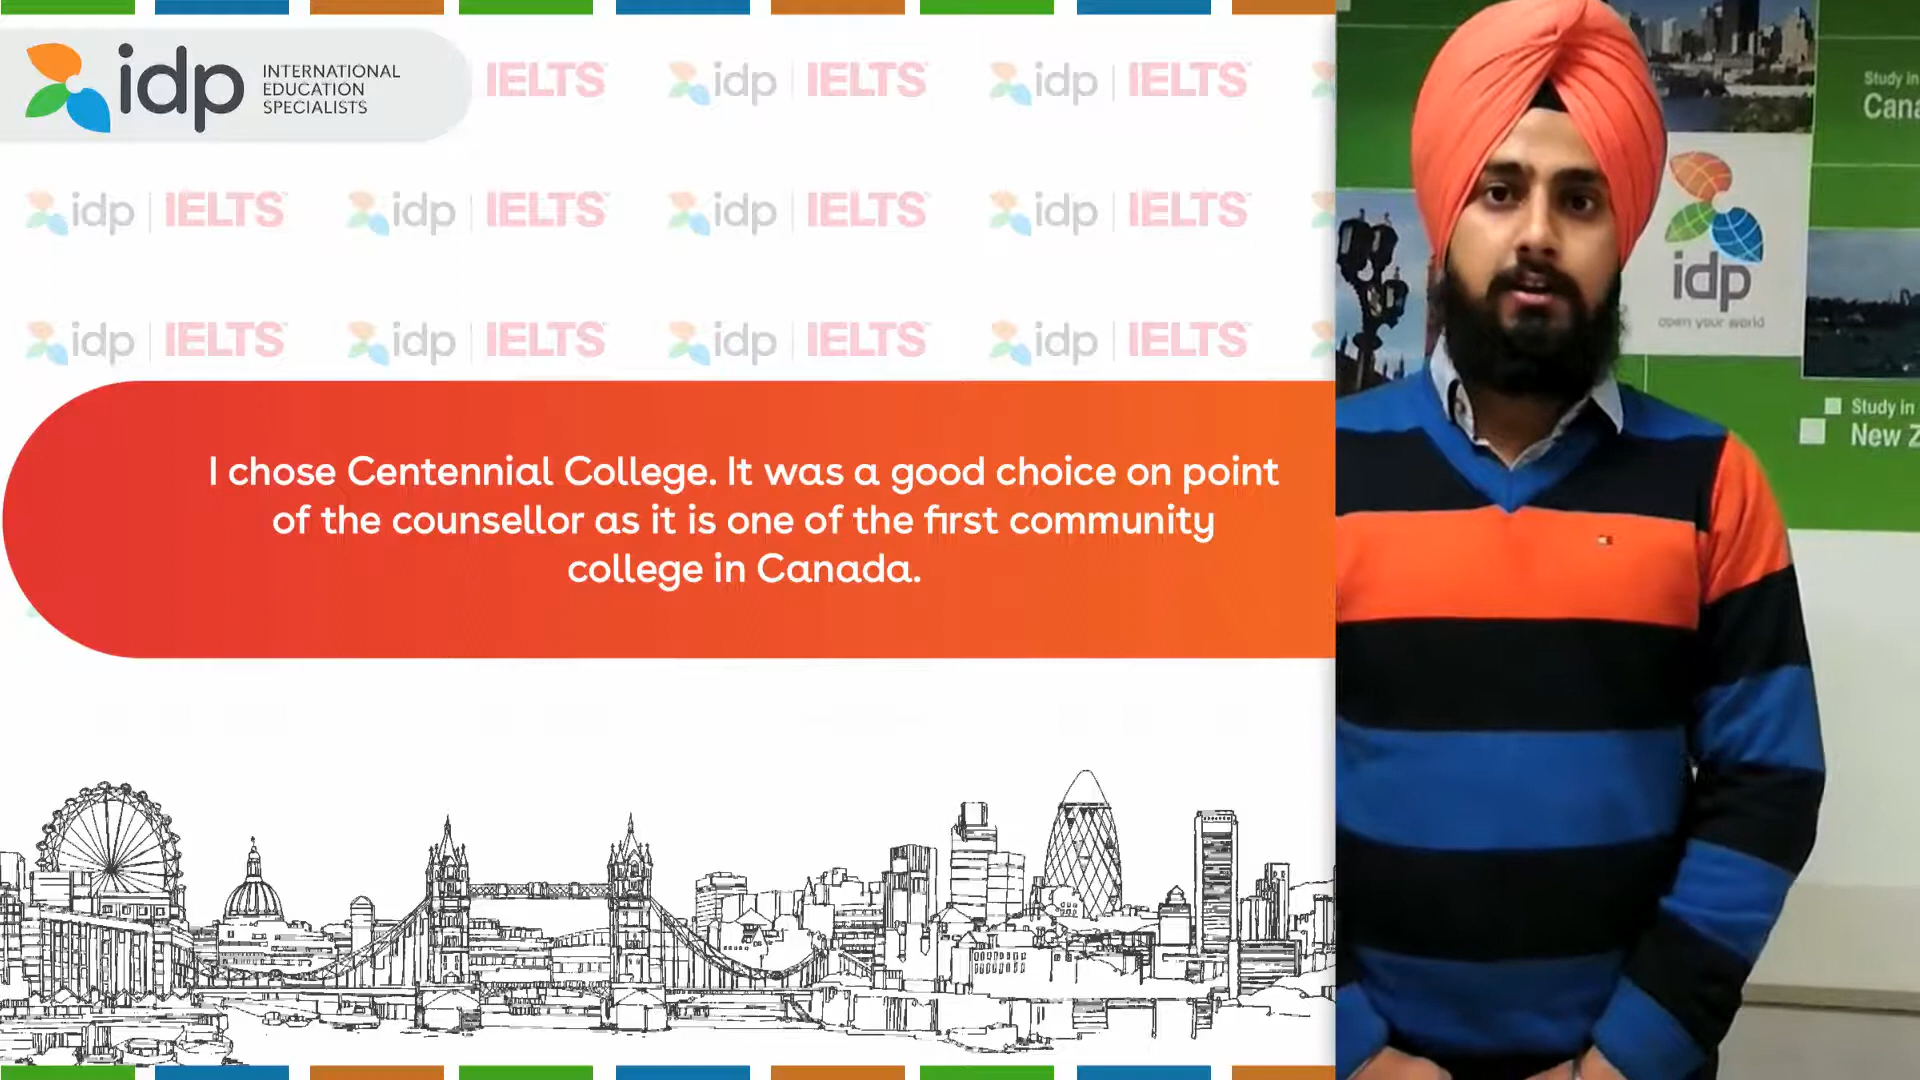 idp INTERNATIONAL
EDUCATION
SPECIALISTS
IELTS idp IELTS idp IELTS
idp IELTS idp IELTS idp IELTS idp IELTS
idp IELTS idp IELTS idp IELTS idp IELTS
I chose Centennial College. It was a good choice on point
of the counsellor as it is one of the first community
college in Canada.
Study in
idp
open your world
Study in